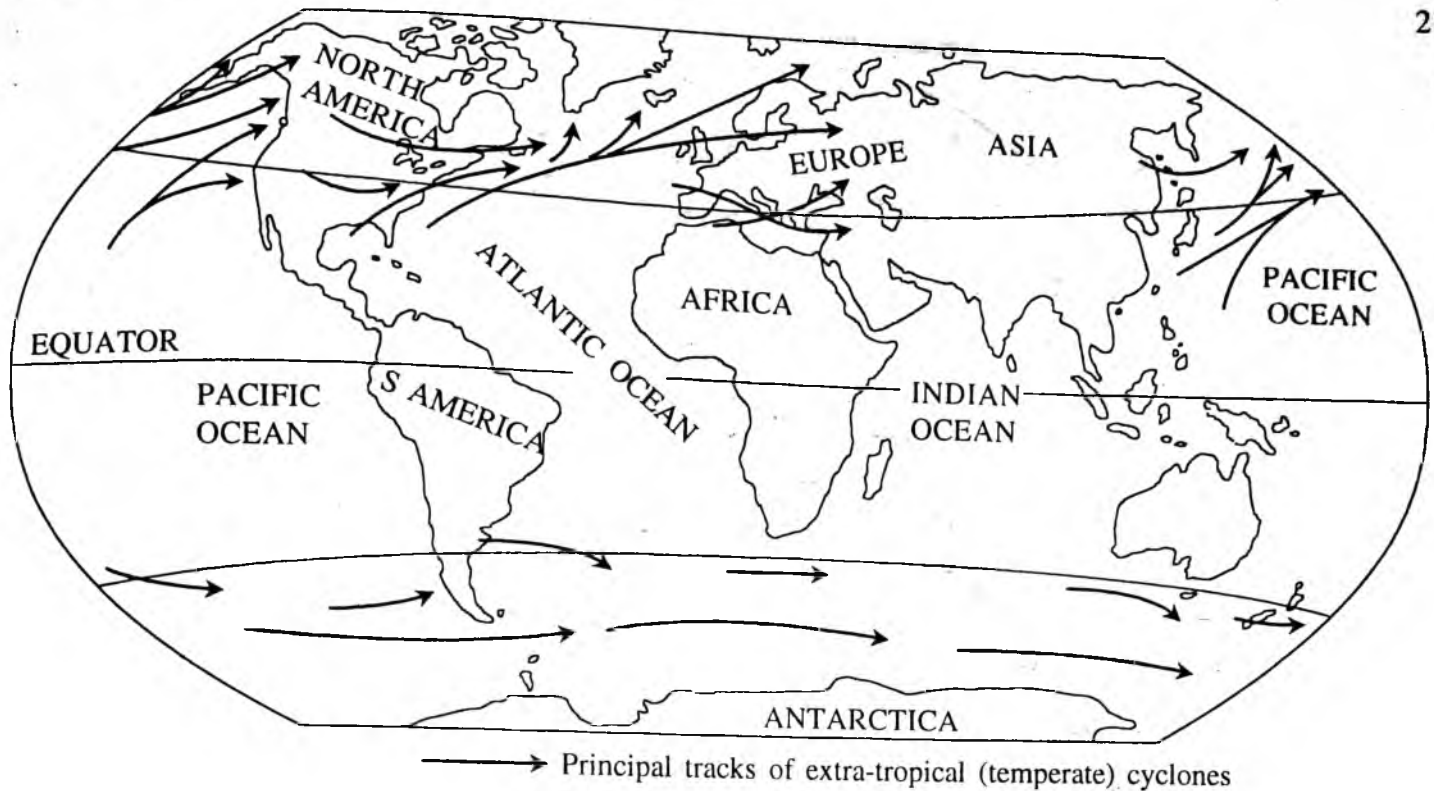 2
NORTH
AMERICA
EUROPE
ASIA
ATLANTIC OCEAN
AFRICA
PACIFIC
OCEAN
EQUATOR
PACIFIC
OCEAN
S AMERICA
INDIAN
OCEAN
ANTARCTICA
Principal tracks of extra-tropical (temperate) cyclones